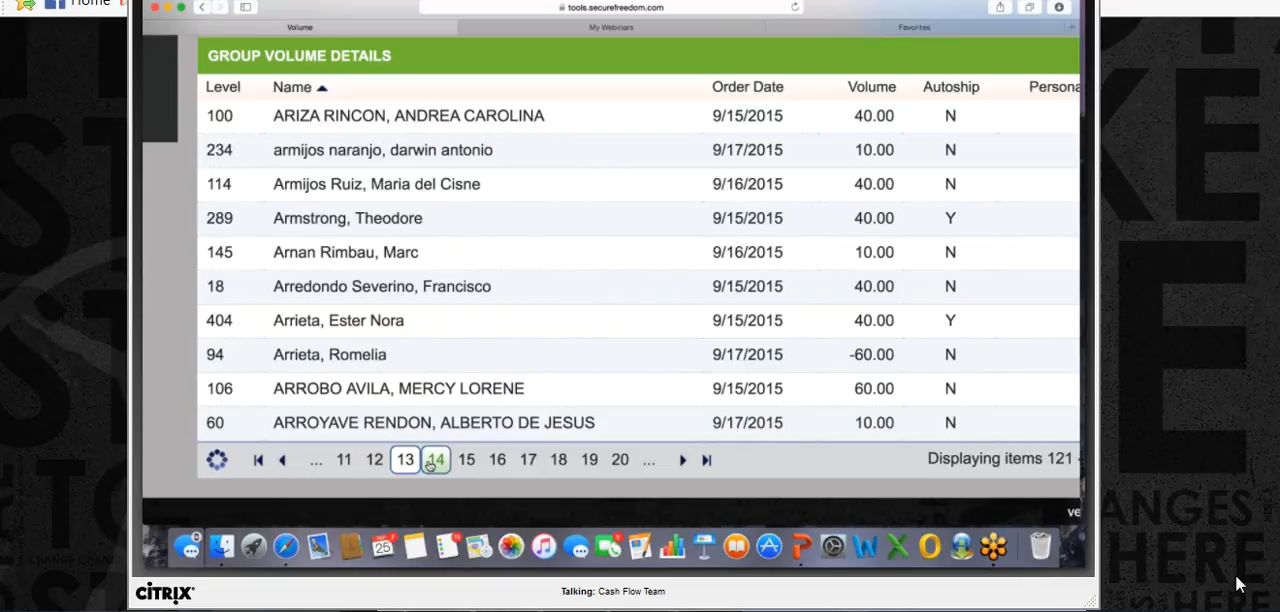 Home
tools.securefreedom.com
Volume My Webinars Favorites
GROUP VOLUME DETAILS
Level Name Order Date Volume Autoship Persona
100 ARIZA RINCON, ANDREA CAROLINA 9/15/2015 40.00 N
234 armijos naranjo, darwin antonio 9/17/2015 10.00 N
114 Armijos Ruiz, Maria del Cisne 9/16/2015 40.00 N
289 Armstrong, Theodore 9/15/2015 40.00 Y
145 Arnan Rimbau, Marc 9/16/2015 10.00 N
18 Arredondo Severino, Francisco 9/15/2015 40.00 N
404 Arrieta, Ester Nora 9/15/2015 40.00 Y
94 Arrieta, Romelia 9/17/2015 -60.00 N
106 ARROBO AVILA, MERCY LORENE 9/15/2015 60.00 N
60 ARROYAVE RENDON, ALBERTO DE JESUS 9/17/2015 10.00 N
... 11 12 13 14 15 16 17 18 19 20 ... Displaying items 121 -
ve
25
CITRIX
Talking: Cash Flow Team
KE
E
ANGES
HERE